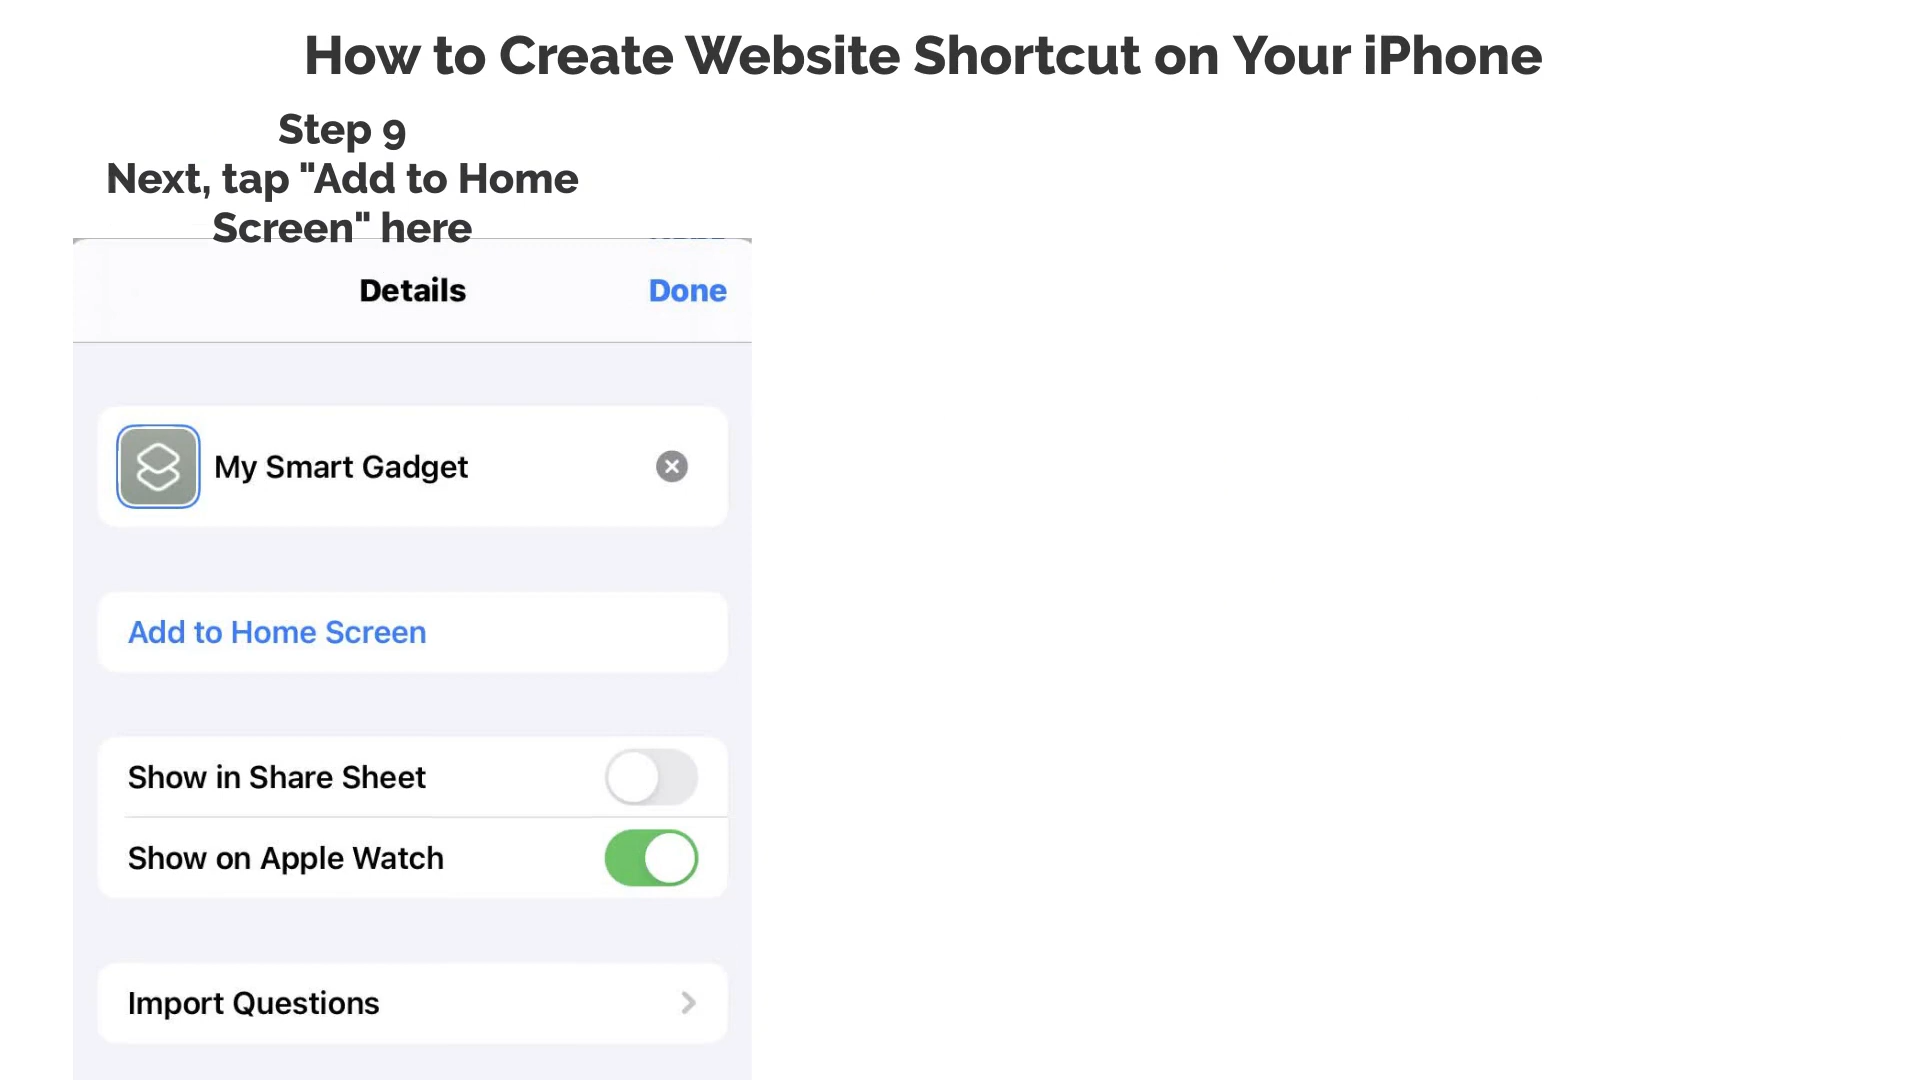 How to Create Website Shortcut on Your iPhone
Step 9
Next, tap "Add to Home
Screen" here
Details
Done
My Smart Gadget
Add to Home Screen
Show in Share Sheet
Show on Apple Watch
Import Questions